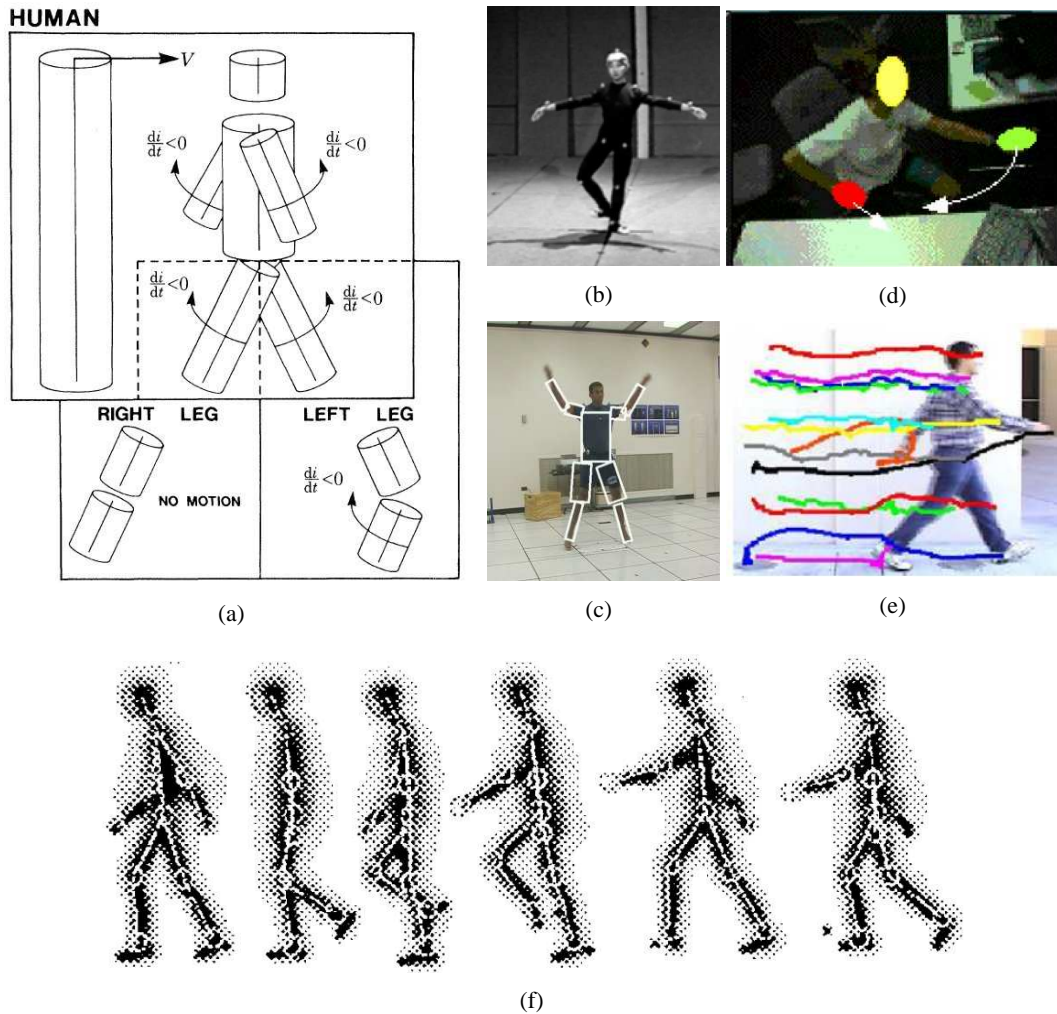 HUMAN
V
di/dt<0
di/dt<0
di/dt<0
di/dt<0
RIGHT LEG
LEFT LEG
NO MOTION
di/dt<0
(a)
(b)
(d)
(c)
(e)
(f)